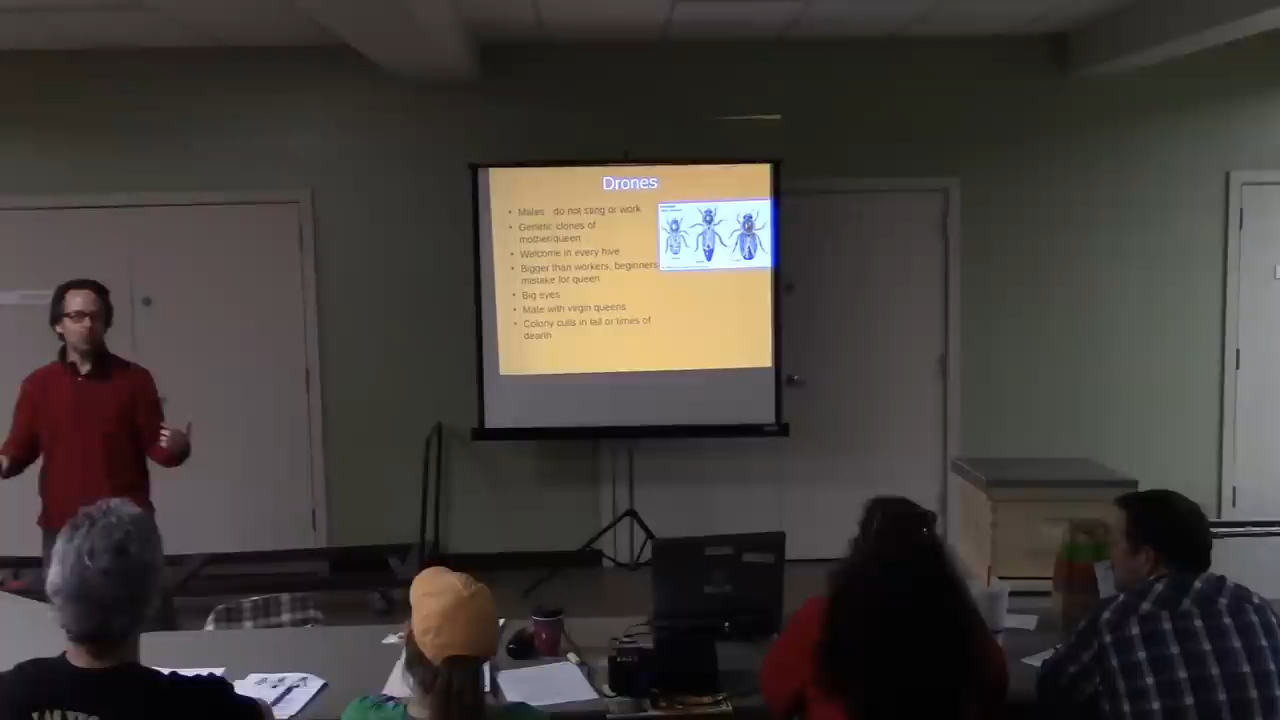 Drones
• Males do not sting or work
• Genetic clones of
mother/queen
• Welcome in every hive
• Bigger than workers, beginners
mistake for queen
• Big eyes
• Mate with virgin queens
• Colony culls in fall or times of
dearth